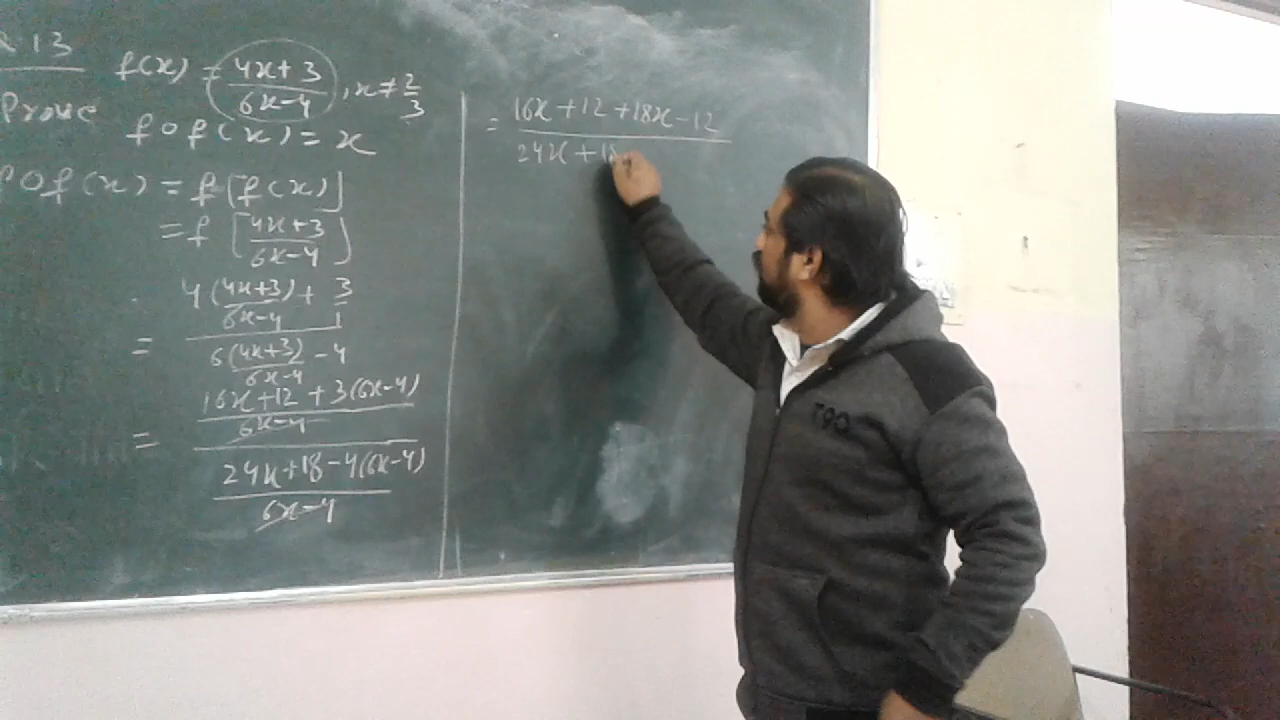 13
f(x) = 4x+3 / 6x-4 , x ≠ 2/3
Prove
fof(x) = x
fof(x) = f[f(x)]
= f [4x+3 / 6x-4]
= 4(4x+3 / 6x-4) + 3/1
6(4x+3 / 6x-4) - 4
= 16x+12 + 3(6x-4)
6x-4
24x+18-4(6x-4)
6x-4
= 16x+12+18x-12
24x+18